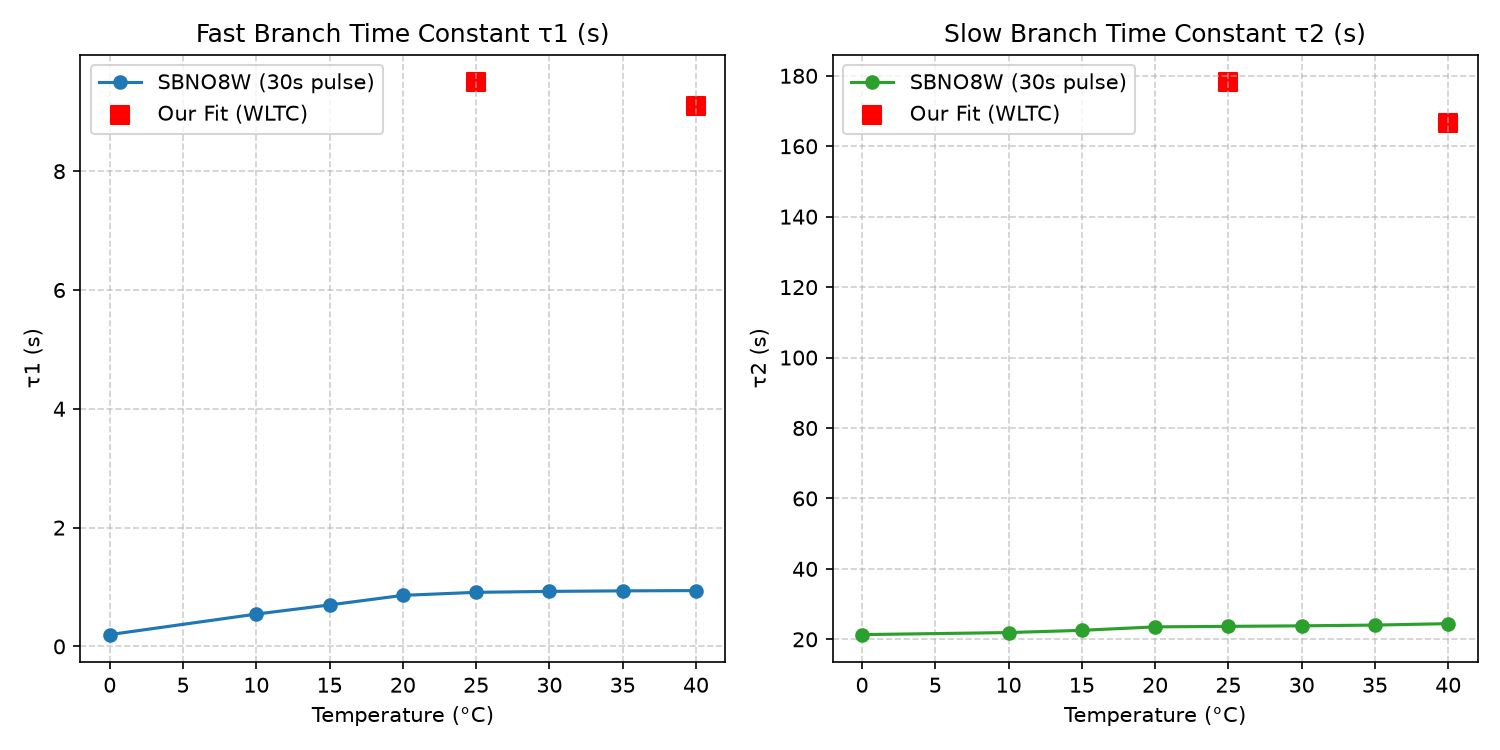 Fast Branch Time Constant τ1 (s)
SBNO8W (30s pulse)
Our Fit (WLTC)
8
6
4
2
0
τ1 (s)
0 5 10 15 20 25 30 35 40
Temperature (°C)
Slow Branch Time Constant τ2 (s)
SBNO8W (30s pulse)
Our Fit (WLTC)
180
160
140
120
100
80
60
40
20
τ2 (s)
0 5 10 15 20 25 30 35 40
Temperature (°C)